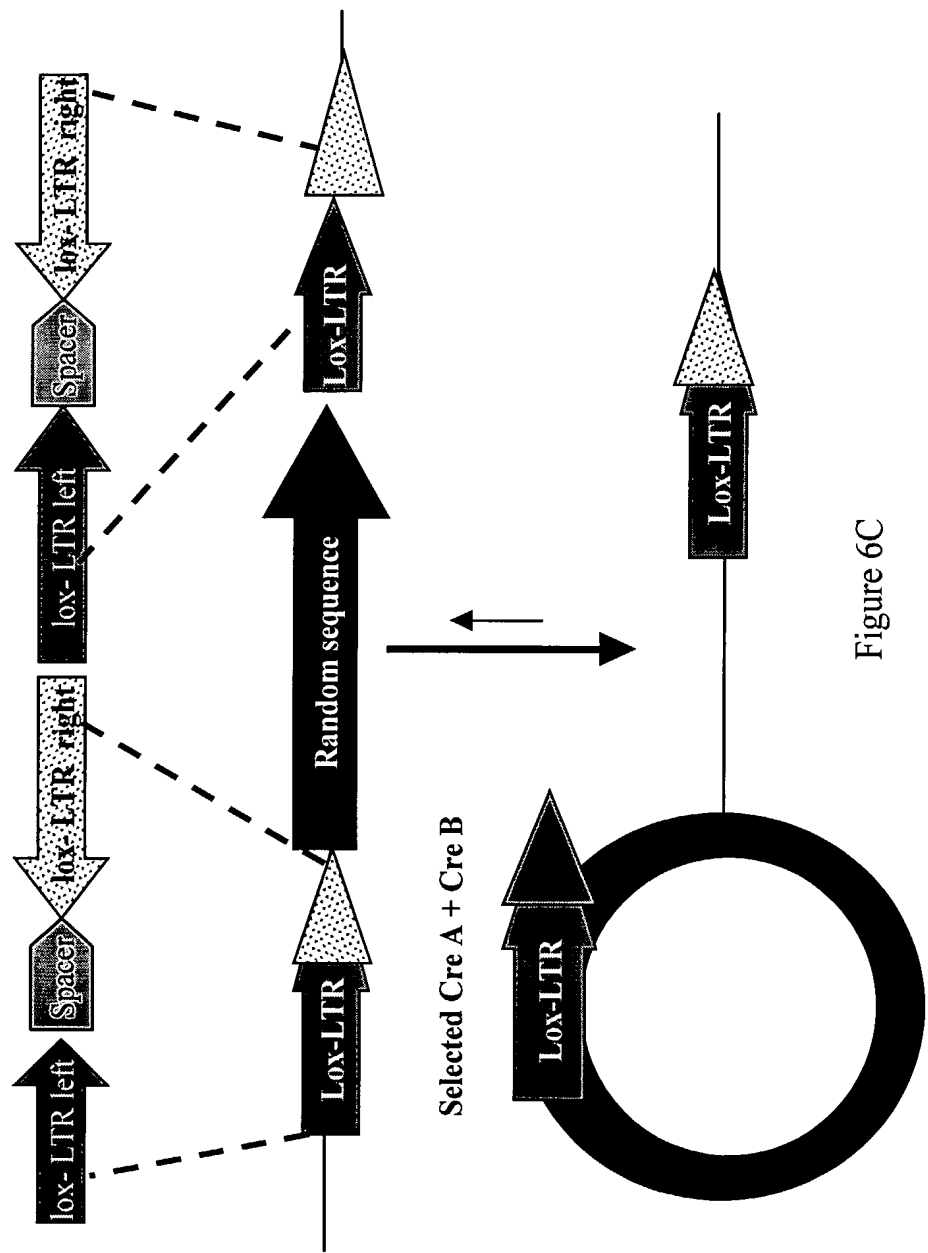 lox- LTR left
Spacer
lox- LTR right
lox- LTR left
Spacer
lox- LTR right
Lox-LTR
Random sequence
Lox-LTR
Selected Cre A + Cre B
Lox-LTR
Lox-LTR
Figure 6C